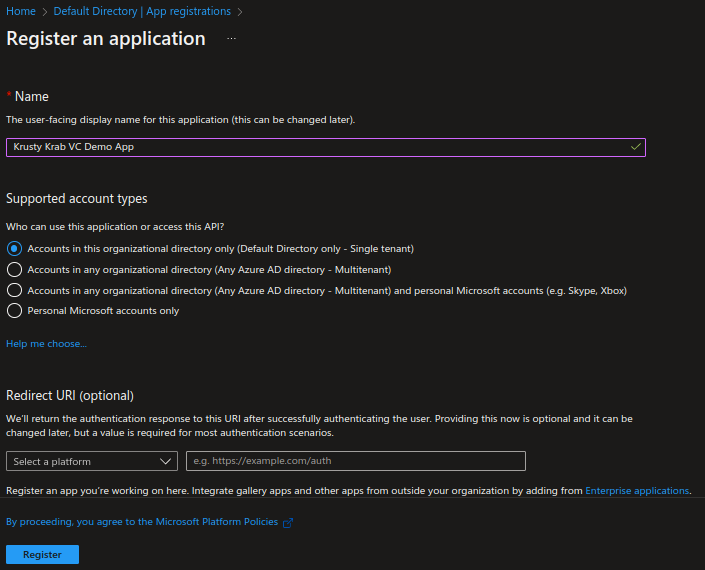 Home > Default Directory | App registrations >
Register an application ...
* Name
The user-facing display name for this application (this can be changed later).
Krusty Krab VC Demo App
Supported account types
Who can use this application or access this API?
Accounts in this organizational directory only (Default Directory only - Single tenant)
Accounts in any organizational directory (Any Azure AD directory - Multitenant)
Accounts in any organizational directory (Any Azure AD directory - Multitenant) and personal Microsoft accounts (e.g. Skype, Xbox)
Personal Microsoft accounts only
Help me choose...
Redirect URI (optional)
We'll return the authentication response to this URI after successfully authenticating the user. Providing this now is optional and it can be
changed later, but a value is required for most authentication scenarios.
Select a platform
e.g. https://example.com/auth
Register an app you're working on here. Integrate gallery apps and other apps from outside your organization by adding from Enterprise applications.
By proceeding, you agree to the Microsoft Platform Policies
Register